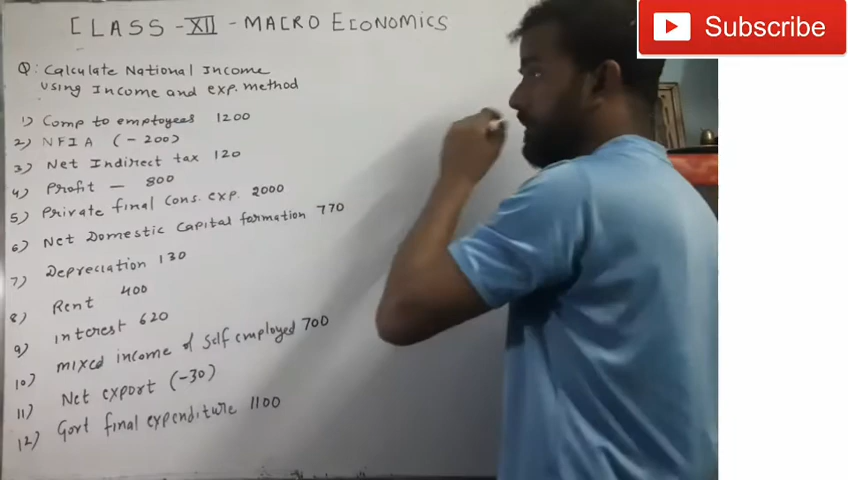 CLASS-XII - MACRO ECONOMICS
Subscribe
Q: Calculate National Income
using Income and exp. method
1) Comp to employees 1200
2) NFIA (-200)
3) Net Indirect tax 120
4) Profit - 800
5) Private final Cons. exp. 2000
6) Net Domestic Capital formation 770
7) Depreciation 130
8) Rent 400
9) interest 620
10) mixed income of self employed 700
11) Net export (-30)
12) Govt final expenditure 1100